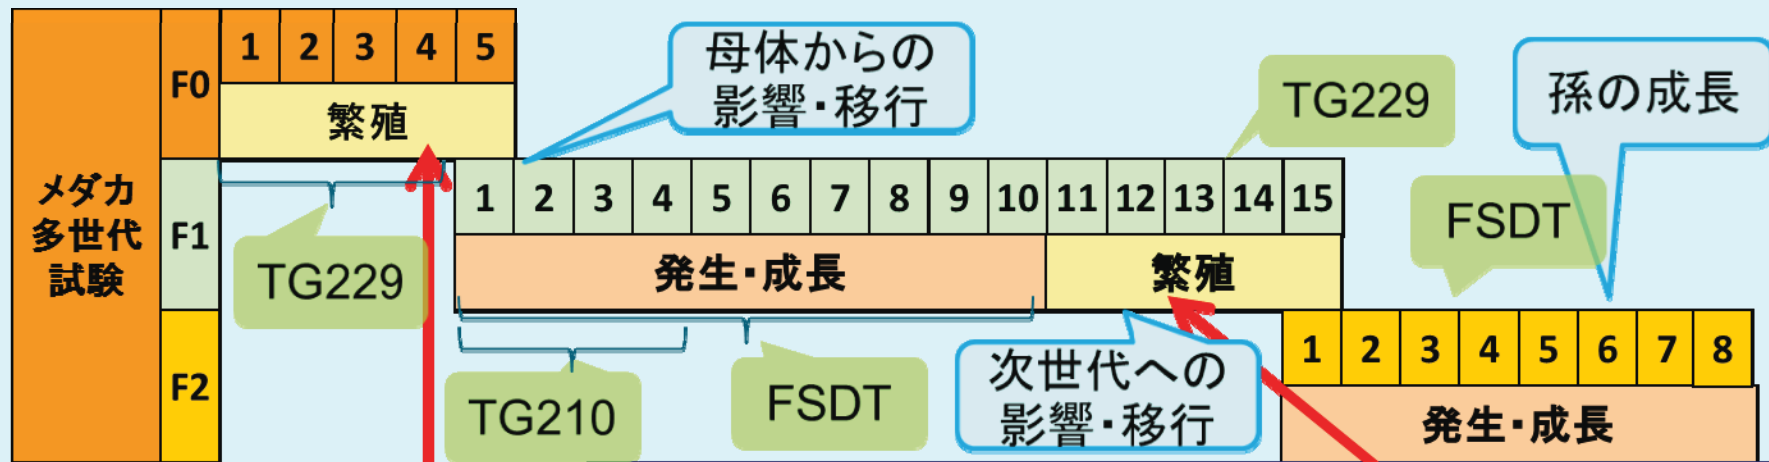 メダカ
多世代
試験
F0
1 2 3 4 5
繁殖
母体からの
影響・移行
TG229
孫の成長
F1
1 2 3 4 5 6 7 8 9 10 11 12 13 14 15
発生・成長
繁殖
TG229
FSDT
F2
TG210
FSDT
次世代への
影響・移行
1 2 3 4 5 6 7 8
発生・成長